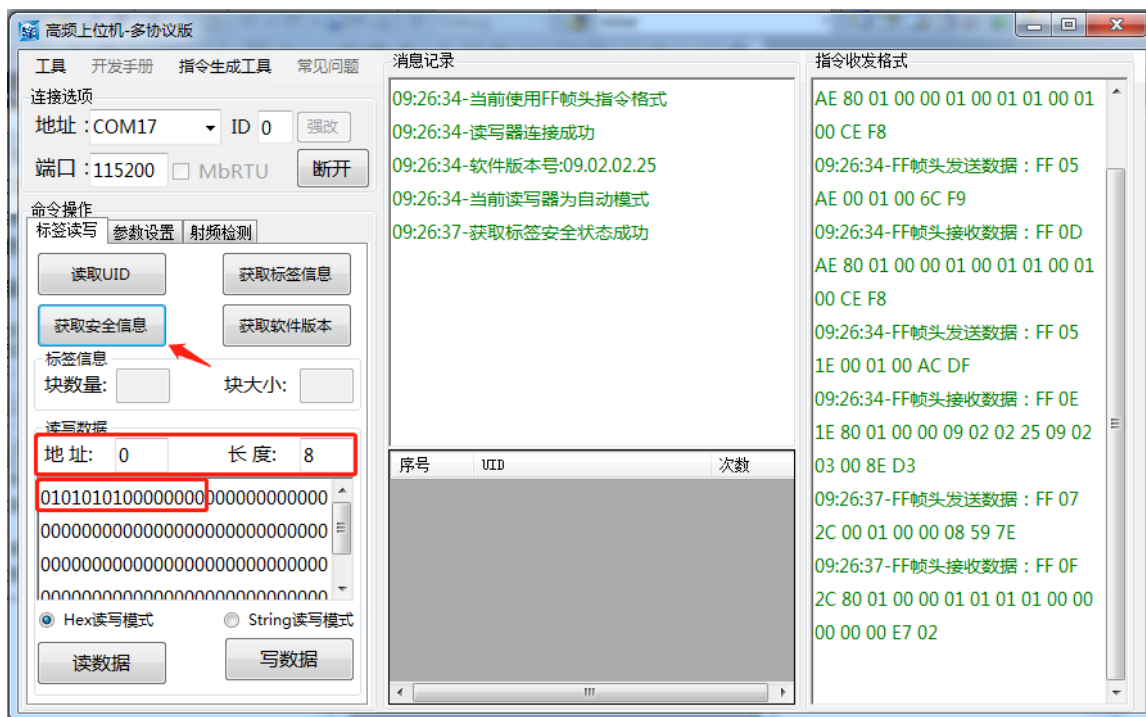 高频上位机-多协议版
工具 开发手册 指令生成工具 常见问题
连接选项
地址： COM17 ID 0 强改
端口： 115200 MbRTU 断开
命令操作
标签读写 参数设置 射频检测
读取UID 获取标签信息
获取安全信息 获取软件版本
标签信息
块数量: 块大小:
读写数据
地 址: 0 长 度: 8
0101010100000000000000000000
0000000000000000000000000000
0000000000000000000000000000
0000000000000000000000000000
Hex读写模式 String读写模式
读数据 写数据
消息记录
09:26:34-当前使用FF帧头指令格式
09:26:34-读写器连接成功
09:26:34-软件版本号:09.02.02.25
09:26:34-当前读写器为自动模式
09:26:37-获取标签安全状态成功
序号 UID 次数
指令收发格式
AE 80 01 00 00 01 00 01 01 00 01
00 CE F8
09:26:34-FF帧头发送数据：FF 05
AE 00 01 00 6C F9
09:26:34-FF帧头接收数据：FF 0D
AE 80 01 00 00 01 00 01 01 00 01
00 CE F8
09:26:34-FF帧头发送数据：FF 05
1E 00 01 00 AC DF
09:26:34-FF帧头接收数据：FF 0E
1E 80 01 00 00 09 02 02 25 09 02
03 00 8E D3
09:26:37-FF帧头发送数据：FF 07
2C 00 01 00 00 08 59 7E
09:26:37-FF帧头接收数据：FF 0F
2C 80 01 00 00 01 01 01 01 00 00
00 00 00 E7 02